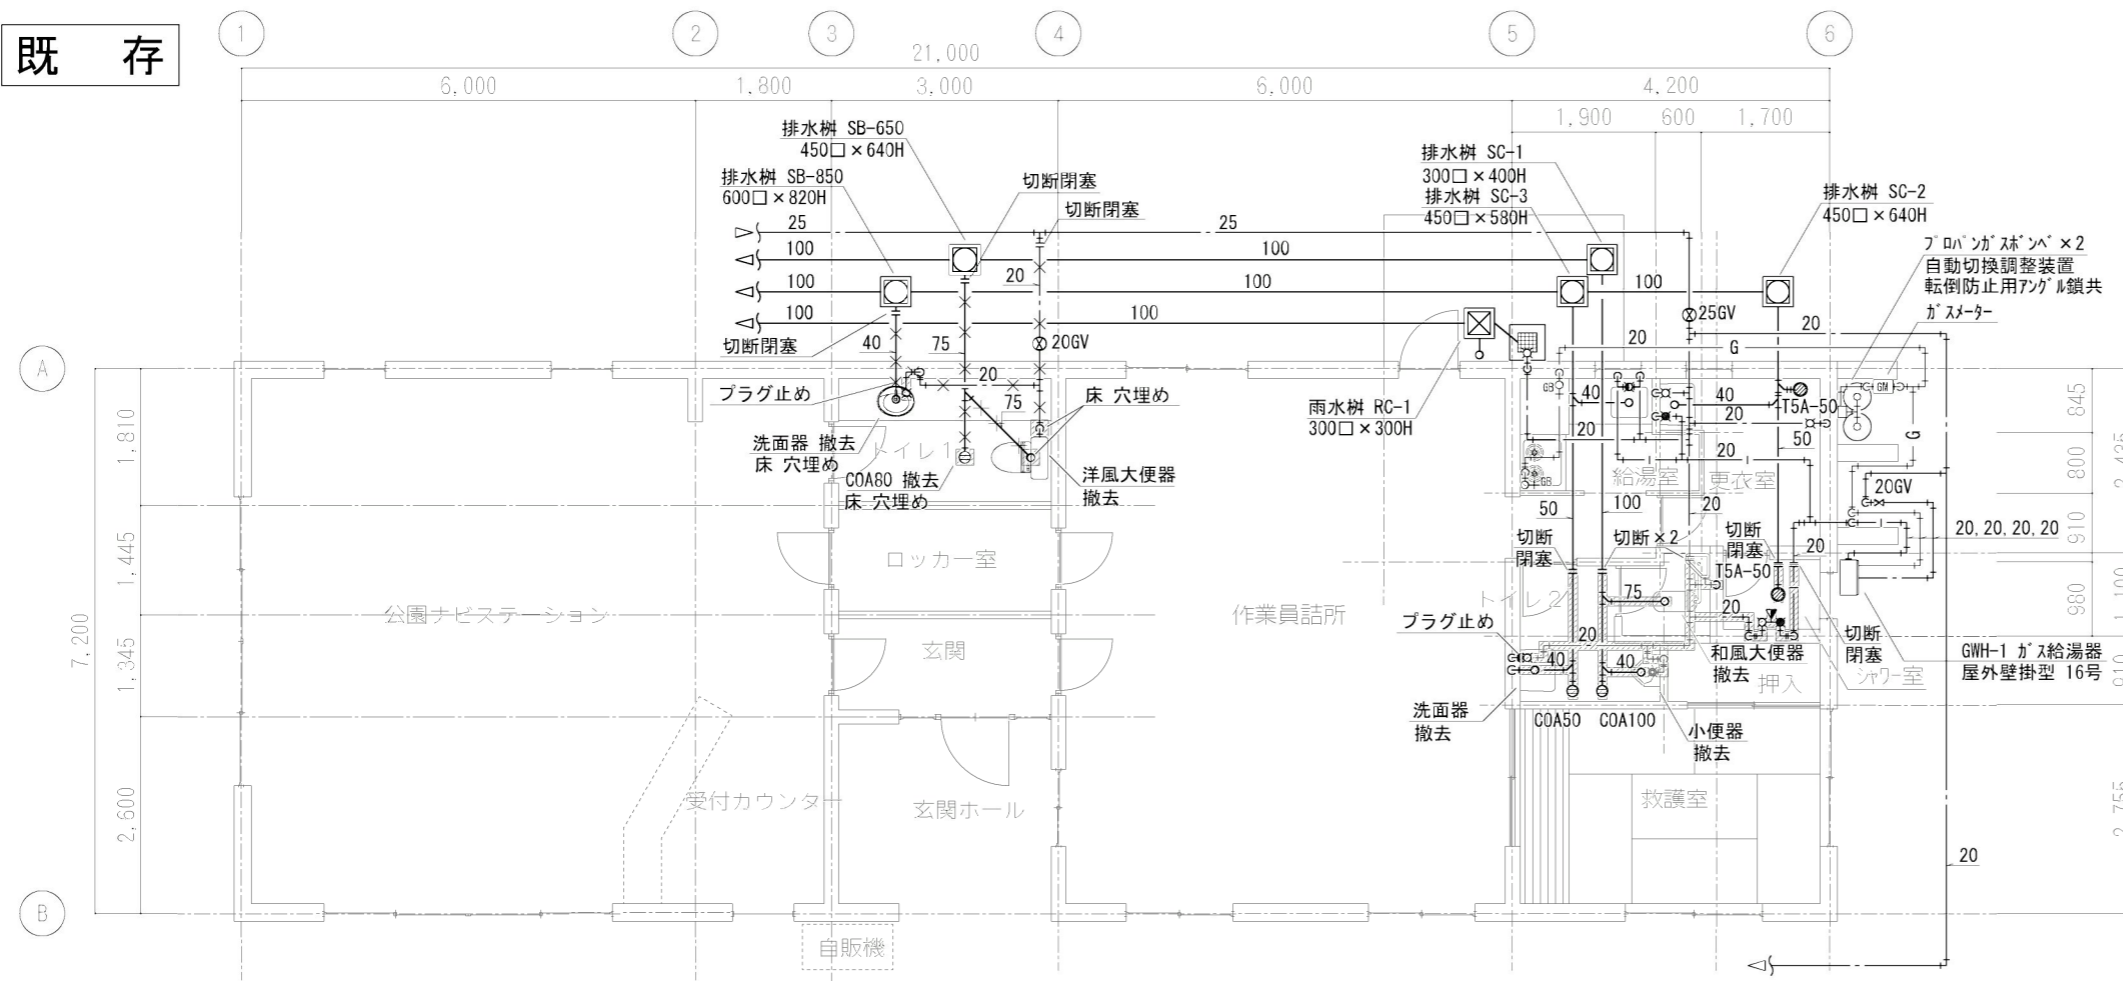 既 存
1
2
3
4
5
6
21,000
6,000
1,800
3,000
6,000
4,200
1,900
600
1,700
排水桝 SB-650
450□×640H
排水桝 SB-850
600□×820H
切断閉塞
切断閉塞
排水桝 SC-1
300□×400H
排水桝 SC-3
450□×580H
排水桝 SC-2
450□×640H
プロパンガスボンベ×2
自動切換調整装置
転倒防止用アングル鎖共
ガスメーター
25
25
100
100
20
100
100
100
100
25GV
20
切断閉塞
40
75
20GV
20
G
A
プラグ止め
20
75
床 穴埋め
雨水桝 RC-1
300□×300H
GB
40
40
T5A-50
GM
20
20
50
G
845
1,810
洗面器 撤去
床 穴埋め
トイレ1
COA80 撤去
床 穴埋め
洋風大便器
撤去
20
GB
給湯室
更衣室
800
2,435
20GV
50
100
20
1,445
ロッカー室
切断
閉塞
切断×2
切断
閉塞
T5A-50
20
20,20,20,20
910
公園ナビステーション
作業員詰所
トイレ2
75
20
980
1,100
7,200
1,345
玄関
プラグ止め
20
40
40
和風大便器
撤去
切断
閉塞
GWH-1 ガス給湯器
屋外壁掛型 16号
シャワー室
押入
910
洗面器
撤去
COA50
COA100
小便器
撤去
2,600
受付カウンター
玄関ホール
救護室
2,755
20
B
自販機